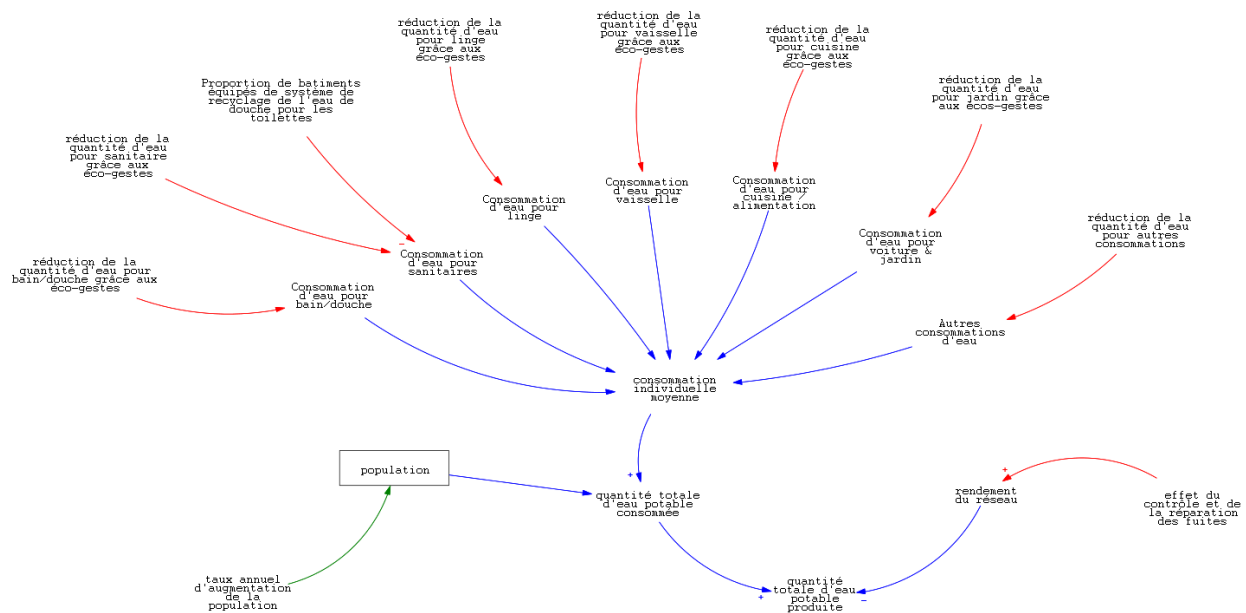 réduction de la
quantité d'eau
pour linge
grâce aux
éco-gestes
réduction de la
quantité d'eau
pour vaisselle
grâce aux
éco-gestes
réduction de la
quantité d'eau
pour cuisine
grâce aux
éco-gestes
Proportion de batiments
équipés de système de
recyclage de l'eau de
douche pour les
toilettes
réduction de la
quantité d'eau
pour jardin grâce
aux écos-gestes
réduction de la
quantité d'eau
pour sanitaire
grâce aux
éco-gestes
Consommation
d'eau pour
linge
Consommation
d'eau pour
vaisselle
Consommation
d'eau pour
cuisine /
alimentation
réduction de la
quantité d'eau
pour autres
consommations
Consommation
d'eau pour
voiture &
jardin
-
Consommation
d'eau pour
sanitaires
réduction de la
quantité d'eau pour
bain/douche grâce aux
éco-gestes
Consommation
d'eau pour
bain/douche
Autres
consommations
d'eau
consommation
individuelle
moyenne
population
+
quantité totale
d'eau potable
consommée
+
rendement
du réseau
effet du
contrôle et de
la réparation
des fuites
taux annuel
d'augmentation
de la
population
quantité
totale d'eau
potable
produite
+
-